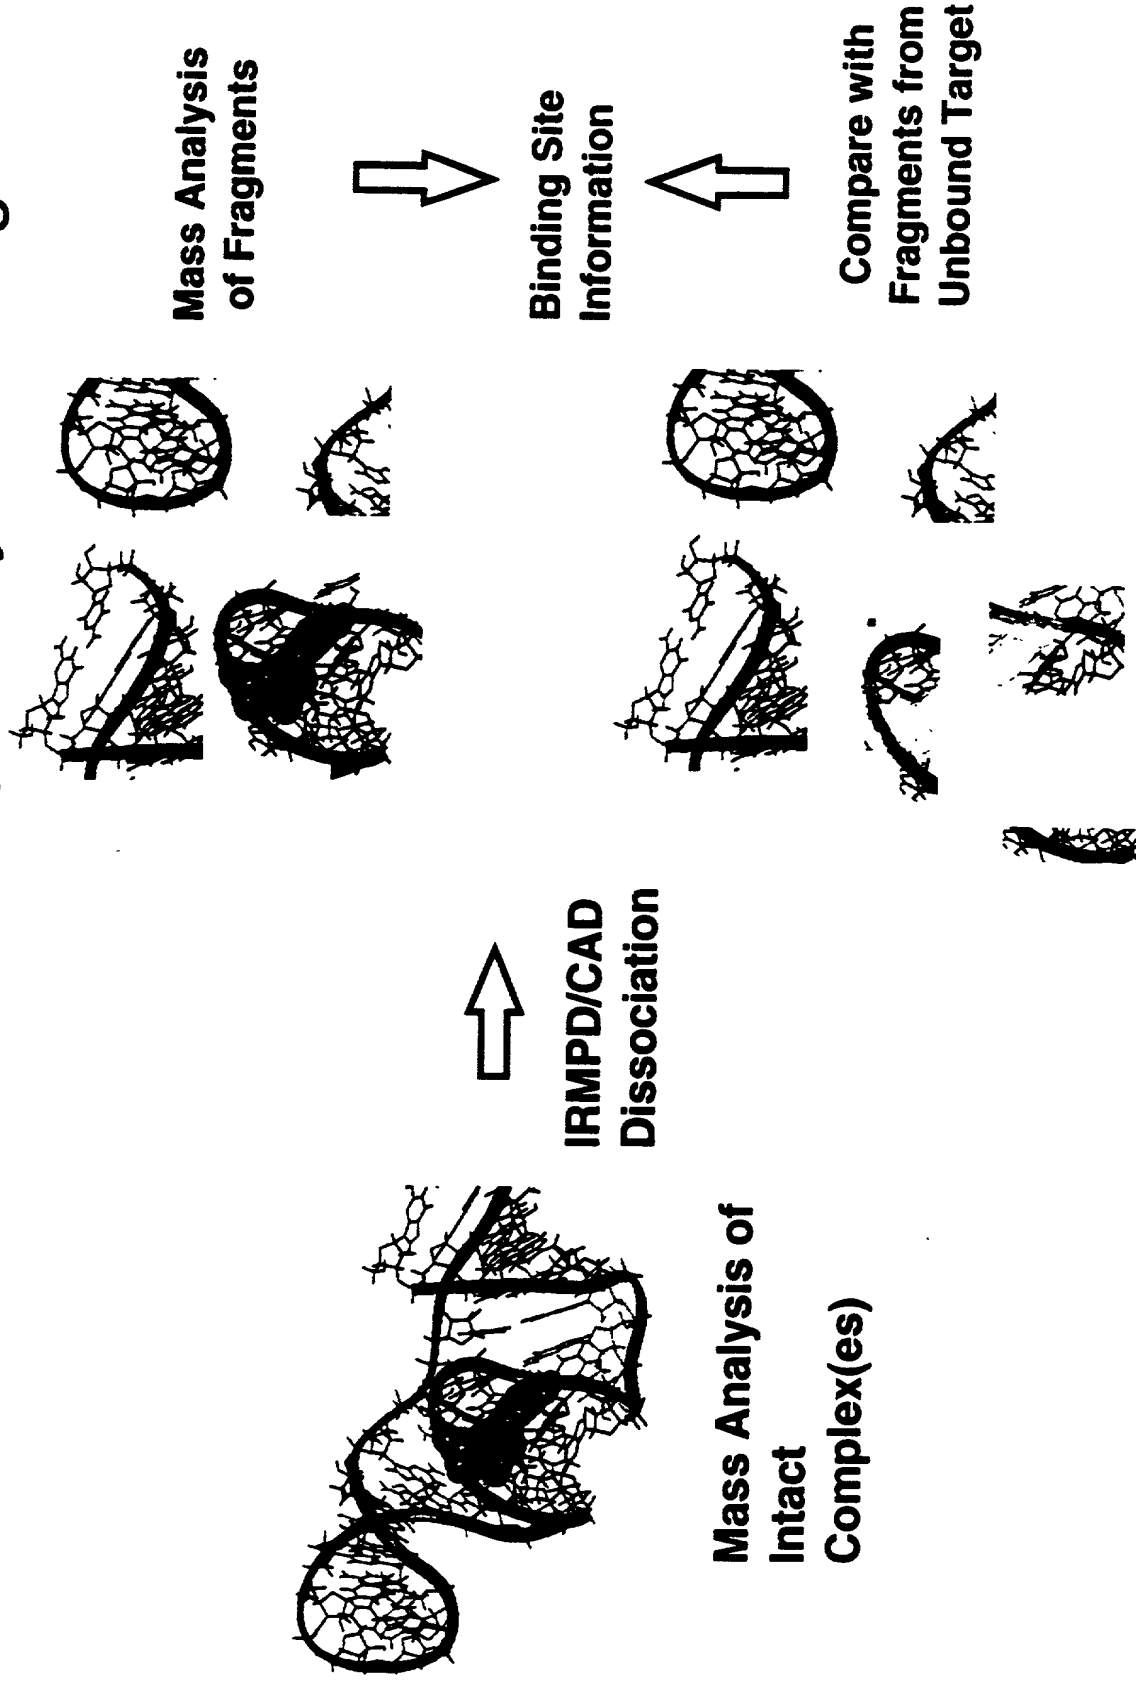 Mass Analysis of
Intact
Complex(es)
IRMPD/CAD
Dissociation
Mass Analysis
of Fragments
Binding Site
Information
Compare with
Fragments from
Unbound Target